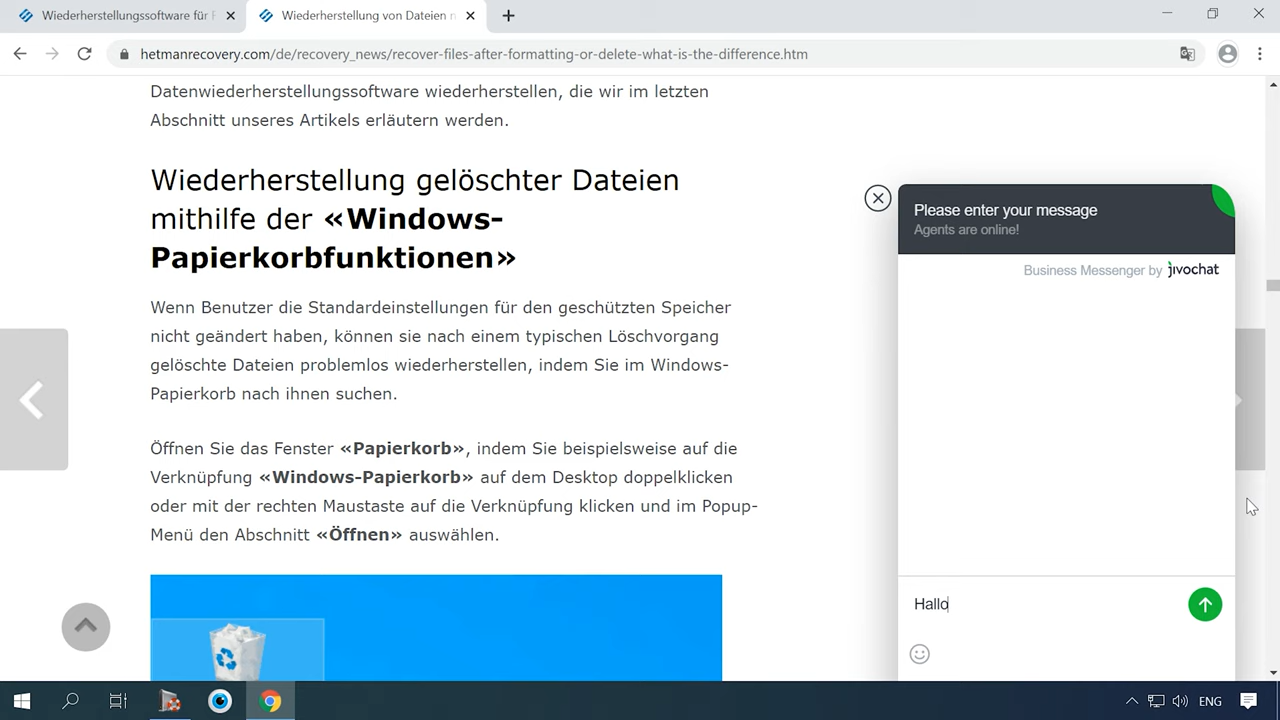 Wiederherstellungssoftware für F
Wiederherstellung von Dateien n
hetmanrecovery.com/de/recovery_news/recover-files-after-formatting-or-delete-what-is-the-difference.htm
Datenwiederherstellungssoftware wiederherstellen, die wir im letzten
Abschnitt unseres Artikels erläutern werden.
Wiederherstellung gelöschter Dateien
mithilfe der «Windows-
Papierkorbfunktionen»
Wenn Benutzer die Standardeinstellungen für den geschützten Speicher
nicht geändert haben, können sie nach einem typischen Löschvorgang
gelöschte Dateien problemlos wiederherstellen, indem Sie im Windows-
Papierkorb nach ihnen suchen.
Öffnen Sie das Fenster «Papierkorb», indem Sie beispielsweise auf die
Verknüpfung «Windows-Papierkorb» auf dem Desktop doppelklicken
oder mit der rechten Maustaste auf die Verknüpfung klicken und im Popup-
Menü den Abschnitt «Öffnen» auswählen.
Please enter your message
Agents are online!
Business Messenger by jivochat
Hallo
ENG